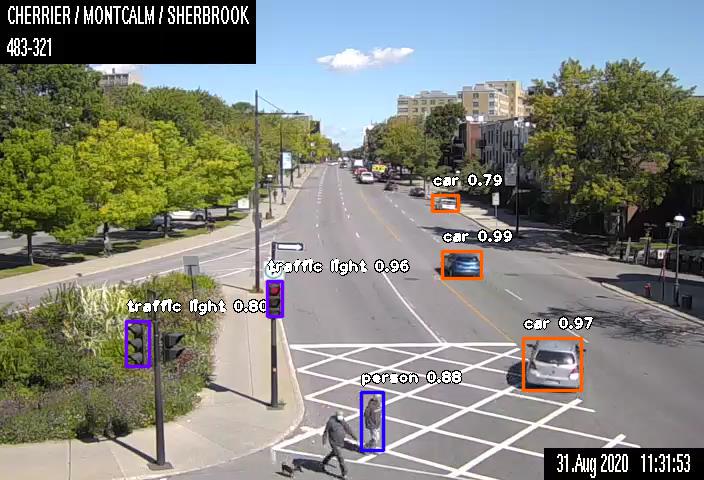 CHERRIER / MONTCALM / SHERBROOK
483-321
car 0.79
car 0.99
traffic light 0.96
traffic light 0.80
car 0.97
person 0.88
31.Aug 2020 11:31:53